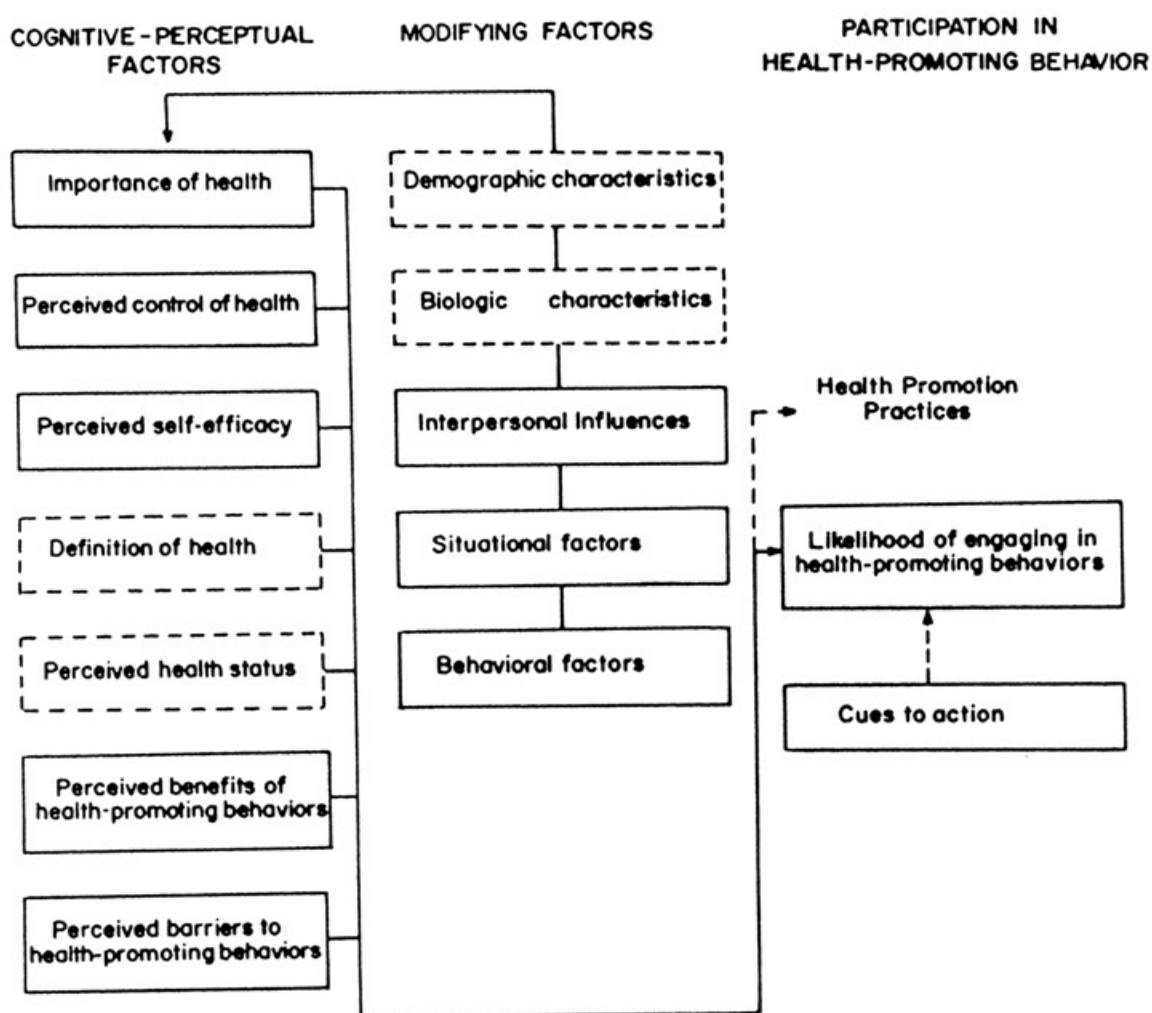 COGNITIVE-PERCEPTUAL
FACTORS
MODIFYING FACTORS
PARTICIPATION IN
HEALTH-PROMOTING BEHAVIOR
Importance of health
Perceived control of health
Perceived self-efficacy
Definition of health
Perceived health status
Perceived benefits of
health-promoting behaviors
Perceived barriers to
health-promoting behaviors
Demographic characteristics
Biologic characteristics
Interpersonal Influences
Situational factors
Behavioral factors
Health Promotion
Practices
Likelihood of engaging in
health-promoting behaviors
Cues to action